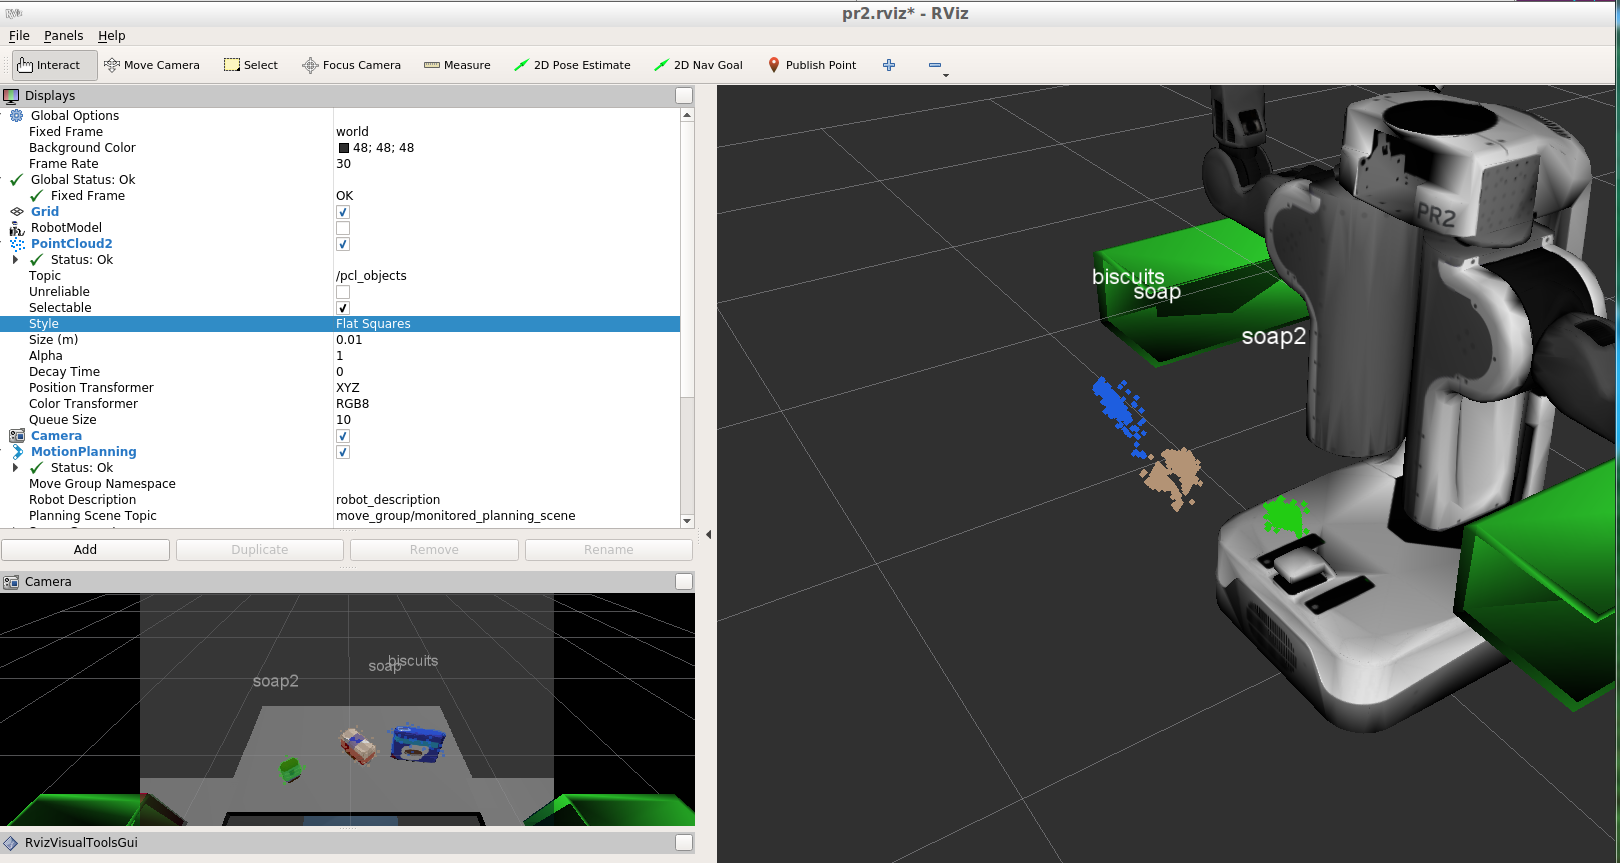 pr2.rviz* - RViz
File Panels Help
Interact Move Camera Select Focus Camera Measure 2D Pose Estimate 2D Nav Goal Publish Point
Displays
Global Options
Fixed Frame world
Background Color 48; 48; 48
Frame Rate 30
Global Status: Ok
Fixed Frame OK
Grid
RobotModel
PointCloud2
Status: Ok
Topic /pcl_objects
Unreliable
Selectable
Style Flat Squares
Size (m) 0.01
Alpha 1
Decay Time 0
Position Transformer XYZ
Color Transformer RGB8
Queue Size 10
Camera
MotionPlanning
Status: Ok
Move Group Namespace
Robot Description robot_description
Planning Scene Topic move_group/monitored_planning_scene
Add Duplicate Remove Rename
Camera
biscuits
soap
soap2
RvizVisualToolsGui
PR2
biscuits
soap
soap2